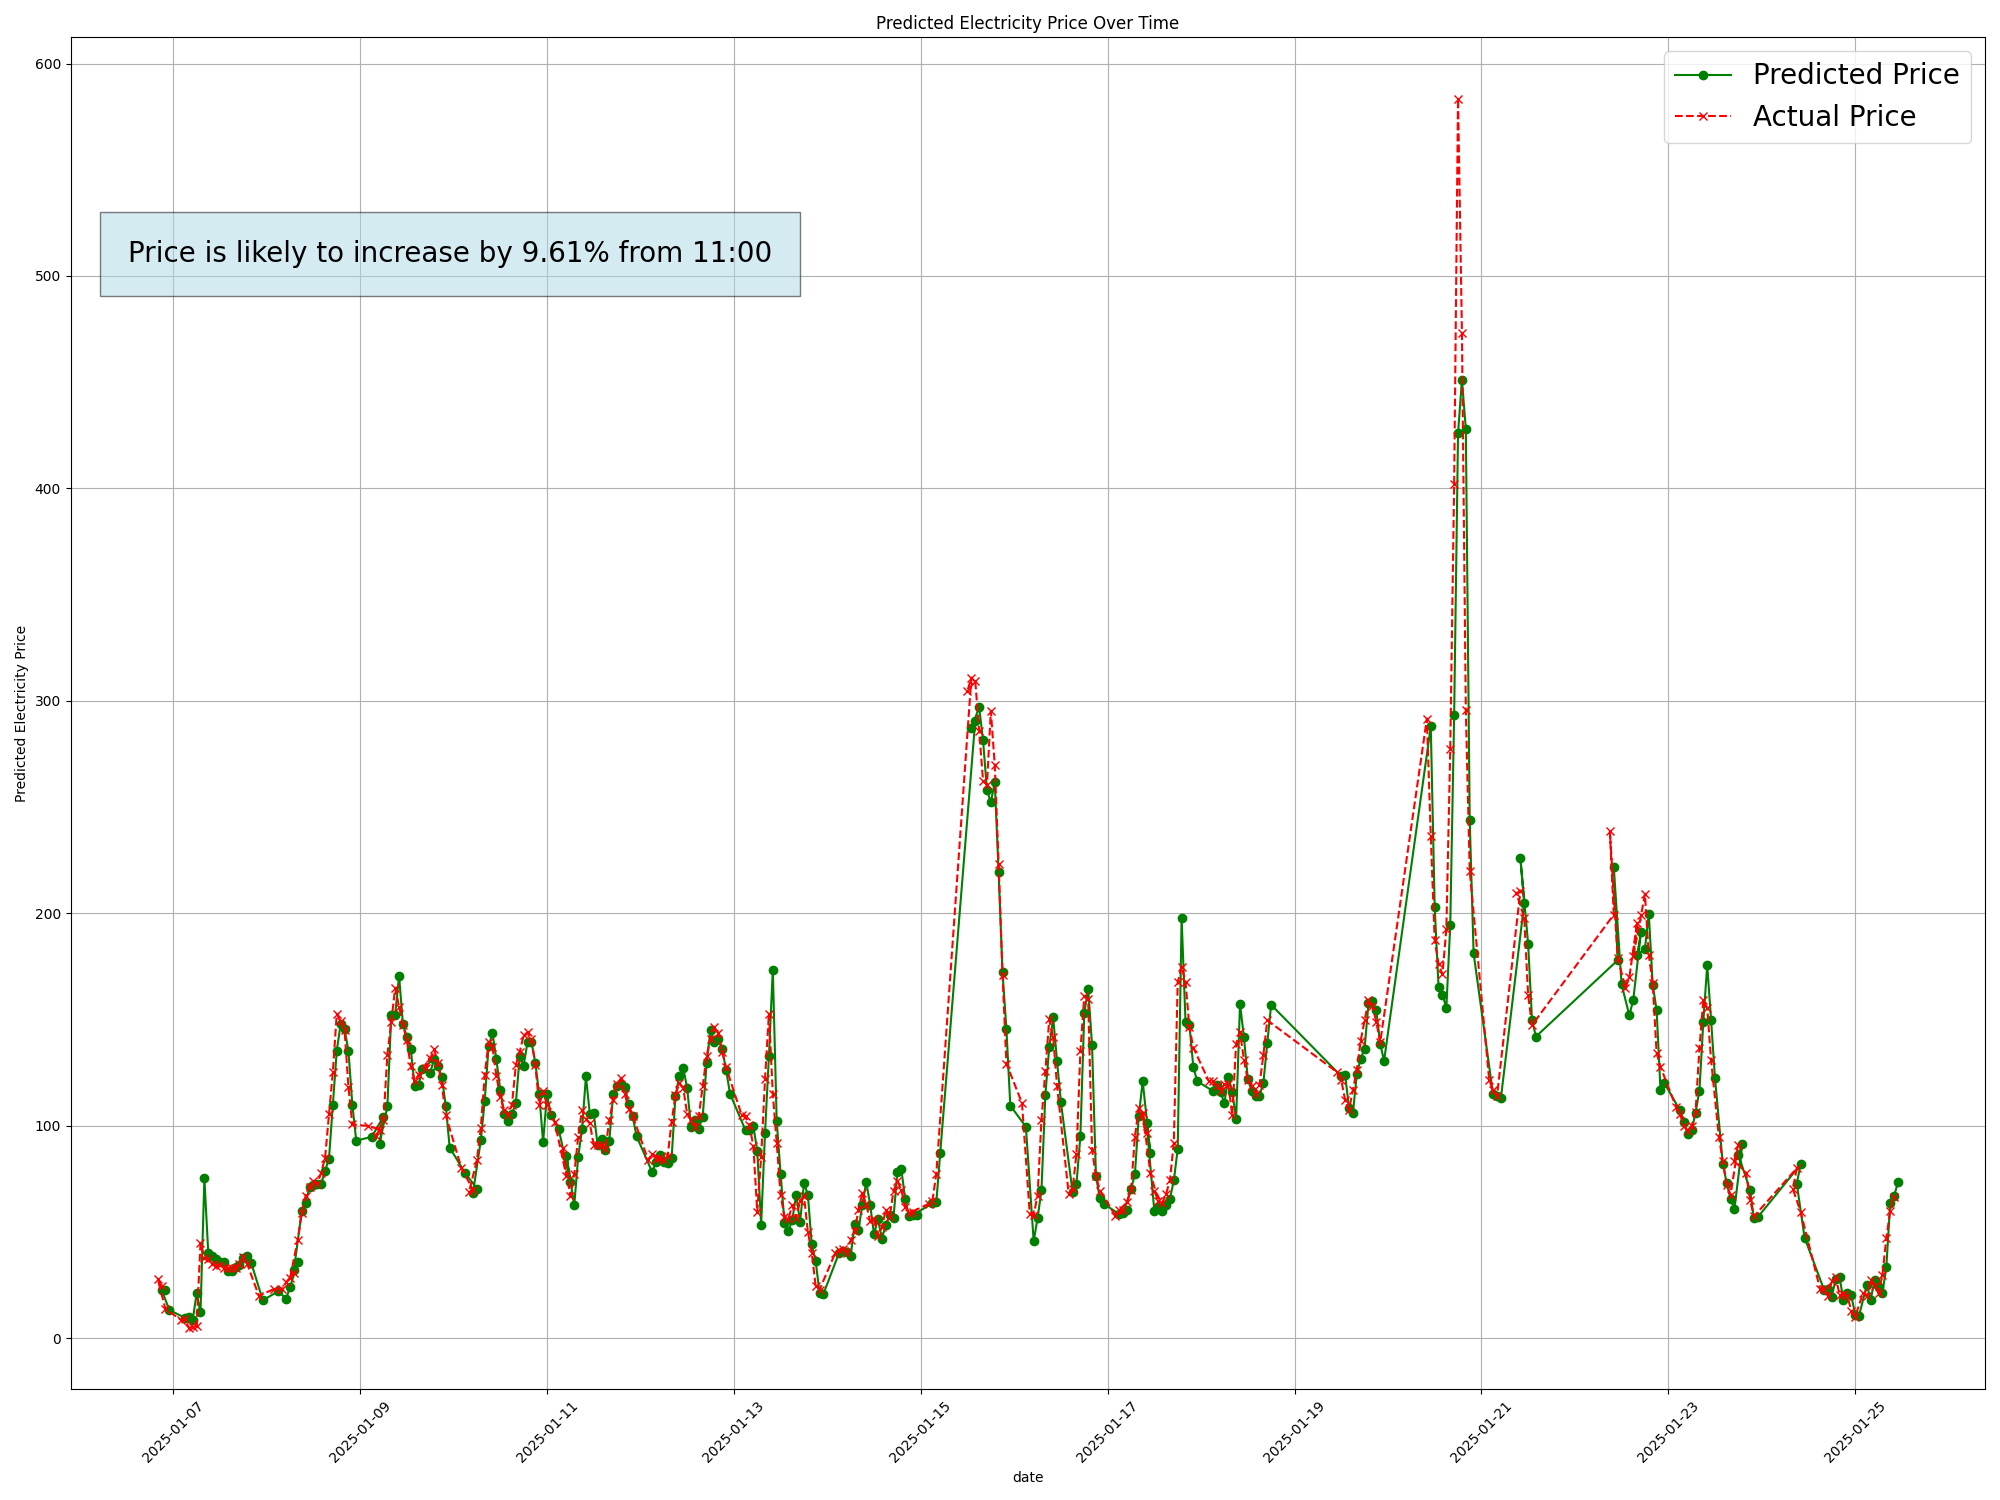 Predicted Electricity Price Over Time
Predicted Price
Actual Price
Price is likely to increase by 9.61% from 11:00
Predicted Electricity Price
600
500
400
300
200
100
0
2025-01-07
2025-01-09
2025-01-11
2025-01-13
2025-01-15
2025-01-17
2025-01-19
2025-01-21
2025-01-23
2025-01-25
date